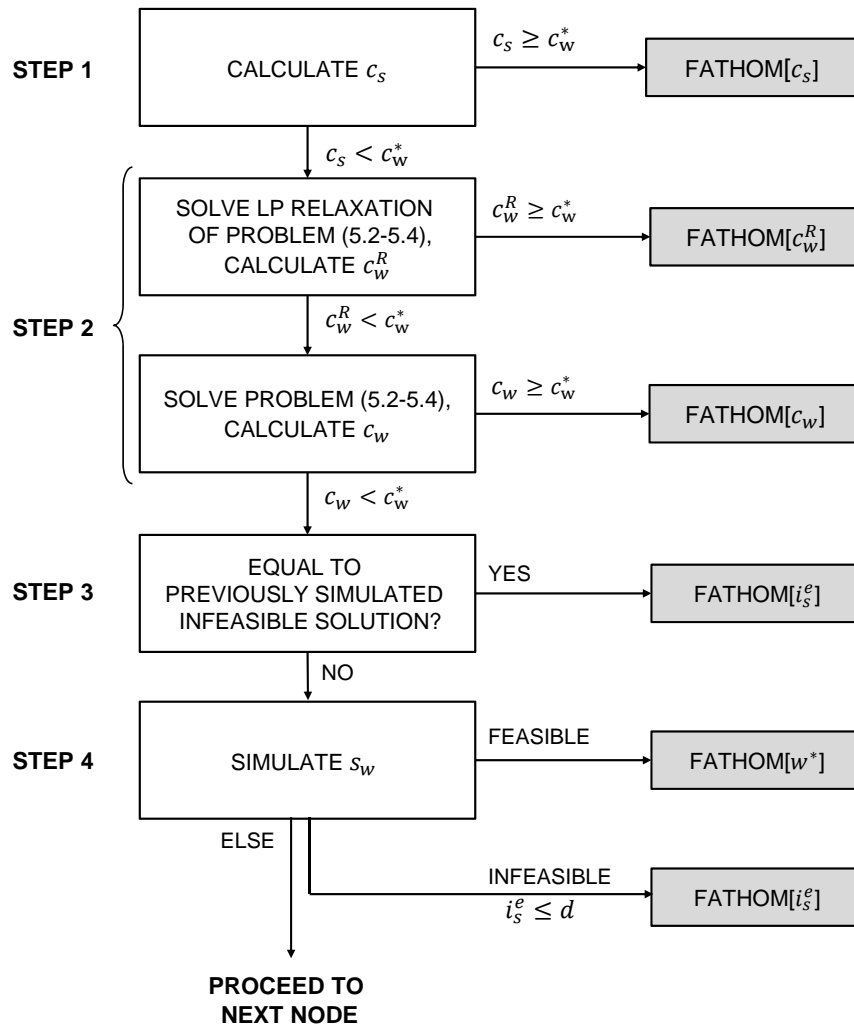 STEP 1
CALCULATE c_s
c_s ≥ c_w^*
FATHOM[c_s]
c_s < c_w^*
STEP 2
SOLVE LP RELAXATION
OF PROBLEM (5.2-5.4),
CALCULATE c_w^R
c_w^R ≥ c_w^*
FATHOM[c_w^R]
c_w^R < c_w^*
SOLVE PROBLEM (5.2-5.4),
CALCULATE c_w
c_w ≥ c_w^*
FATHOM[c_w]
c_w < c_w^*
STEP 3
EQUAL TO
PREVIOUSLY SIMULATED
INFEASIBLE SOLUTION?
YES
FATHOM[i_s^e]
NO
STEP 4
SIMULATE s_w
FEASIBLE
FATHOM[w^*]
ELSE
INFEASIBLE
i_s^e ≤ d
FATHOM[i_s^e]
PROCEED TO
NEXT NODE